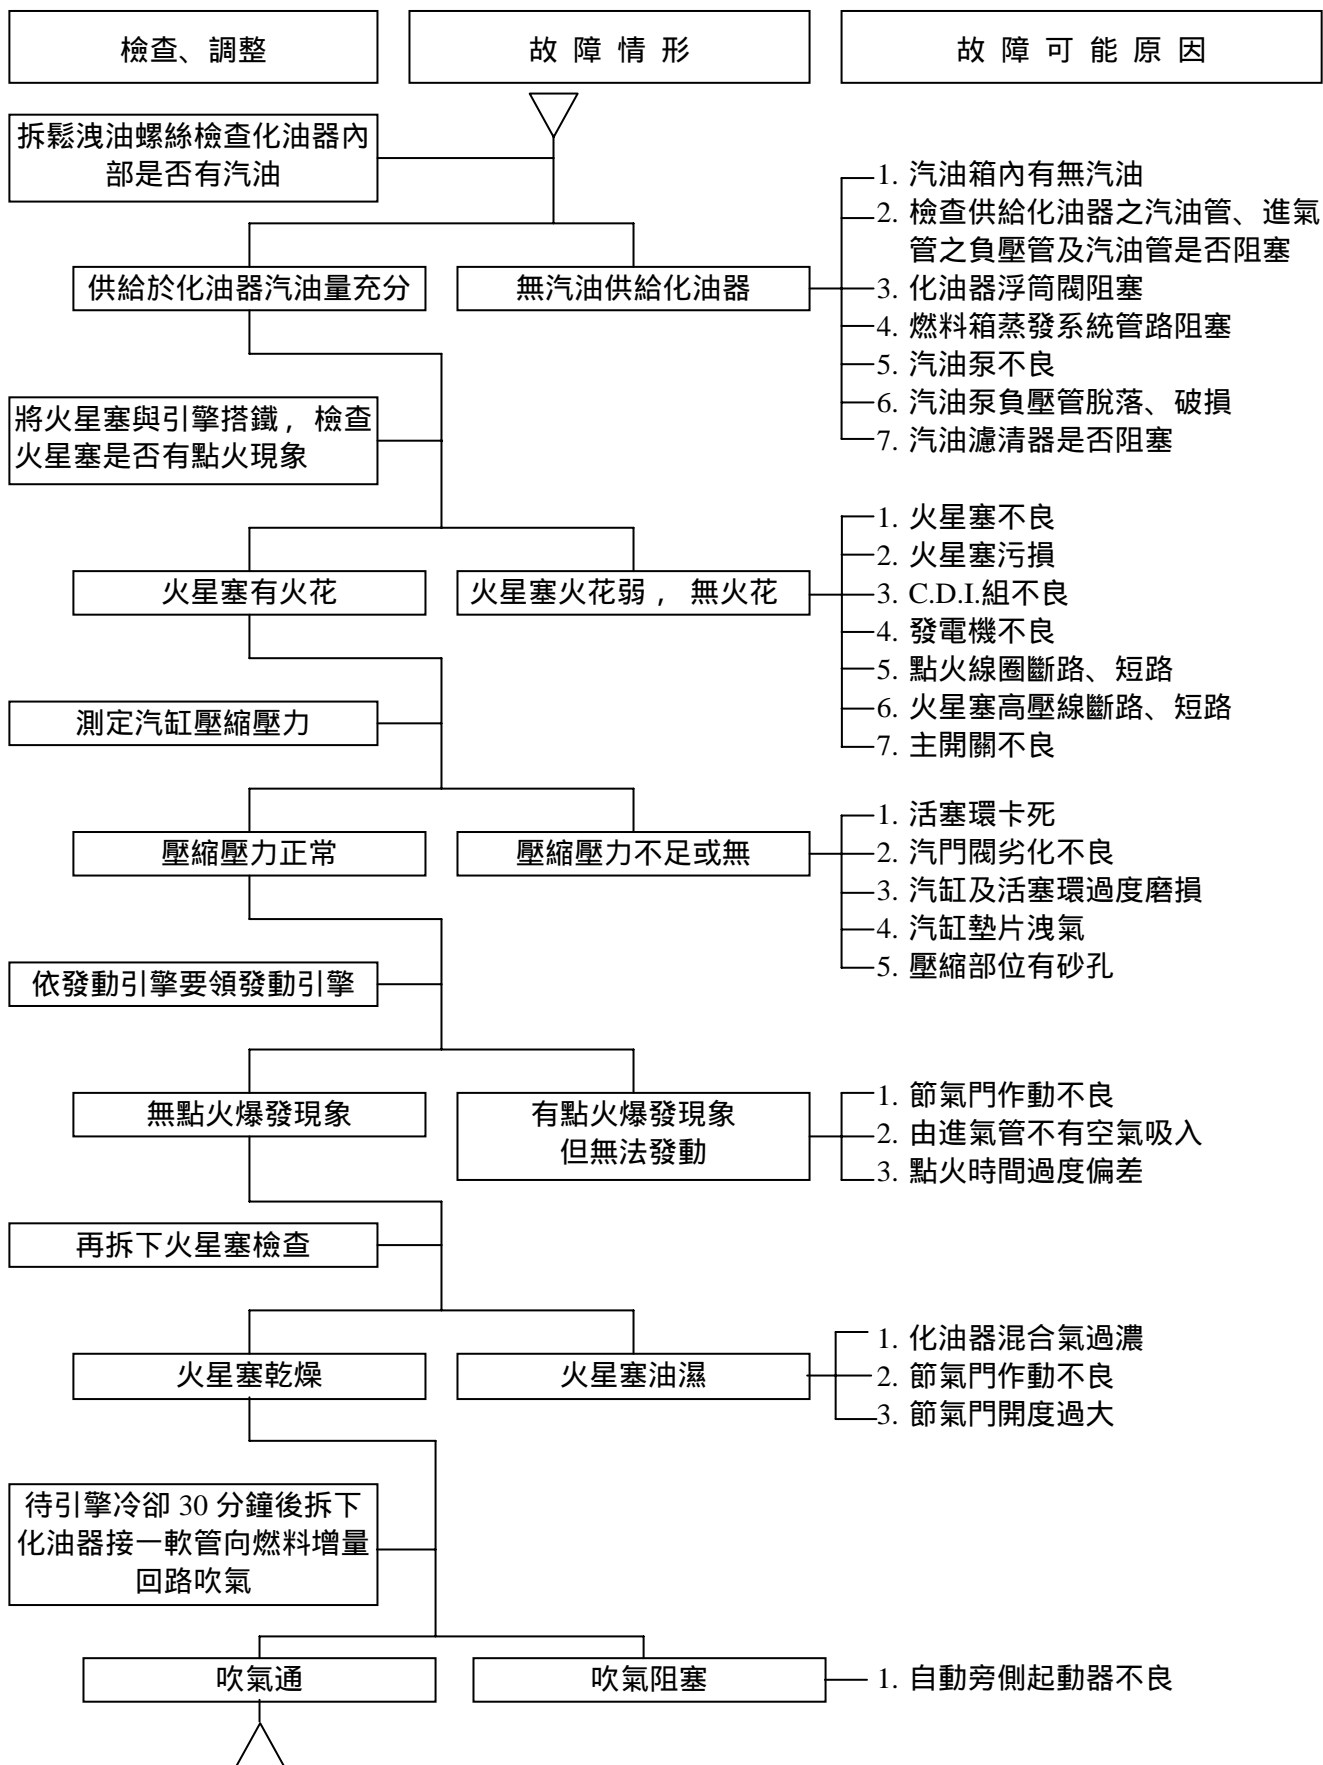 檢查、調整
故障情形
故障可能原因
拆鬆洩油螺絲檢查化油器內
部是否有汽油
供給於化油器汽油量充分
無汽油供給化油器
1. 汽油箱內有無汽油
2. 檢查供給化油器之汽油管、進氣
管之負壓管及汽油管是否阻塞
3. 化油器浮筒閥阻塞
4. 燃料箱蒸發系統管路阻塞
5. 汽油泵不良
6. 汽油泵負壓管脫落、破損
7. 汽油濾清器是否阻塞
將火星塞與引擎搭鐵，檢查
火星塞是否有點火現象
火星塞有火花
火星塞火花弱，無火花
1. 火星塞不良
2. 火星塞污損
3. C.D.I.組不良
4. 發電機不良
5. 點火線圈斷路、短路
6. 火星塞高壓線斷路、短路
7. 主開關不良
測定汽缸壓縮壓力
壓縮壓力正常
壓縮壓力不足或無
1. 活塞環卡死
2. 汽門閥劣化不良
3. 汽缸及活塞環過度磨損
4. 汽缸墊片洩氣
5. 壓縮部位有砂孔
依發動引擎要領發動引擎
無點火爆發現象
有點火爆發現象
但無法發動
1. 節氣門作動不良
2. 由進氣管不有空氣吸入
3. 點火時間過度偏差
再拆下火星塞檢查
火星塞乾燥
火星塞油濕
1. 化油器混合氣過濃
2. 節氣門作動不良
3. 節氣門開度過大
待引擎冷卻 30 分鐘後拆下
化油器接一軟管向燃料增量
回路吹氣
吹氣通
吹氣阻塞
1. 自動旁側起動器不良